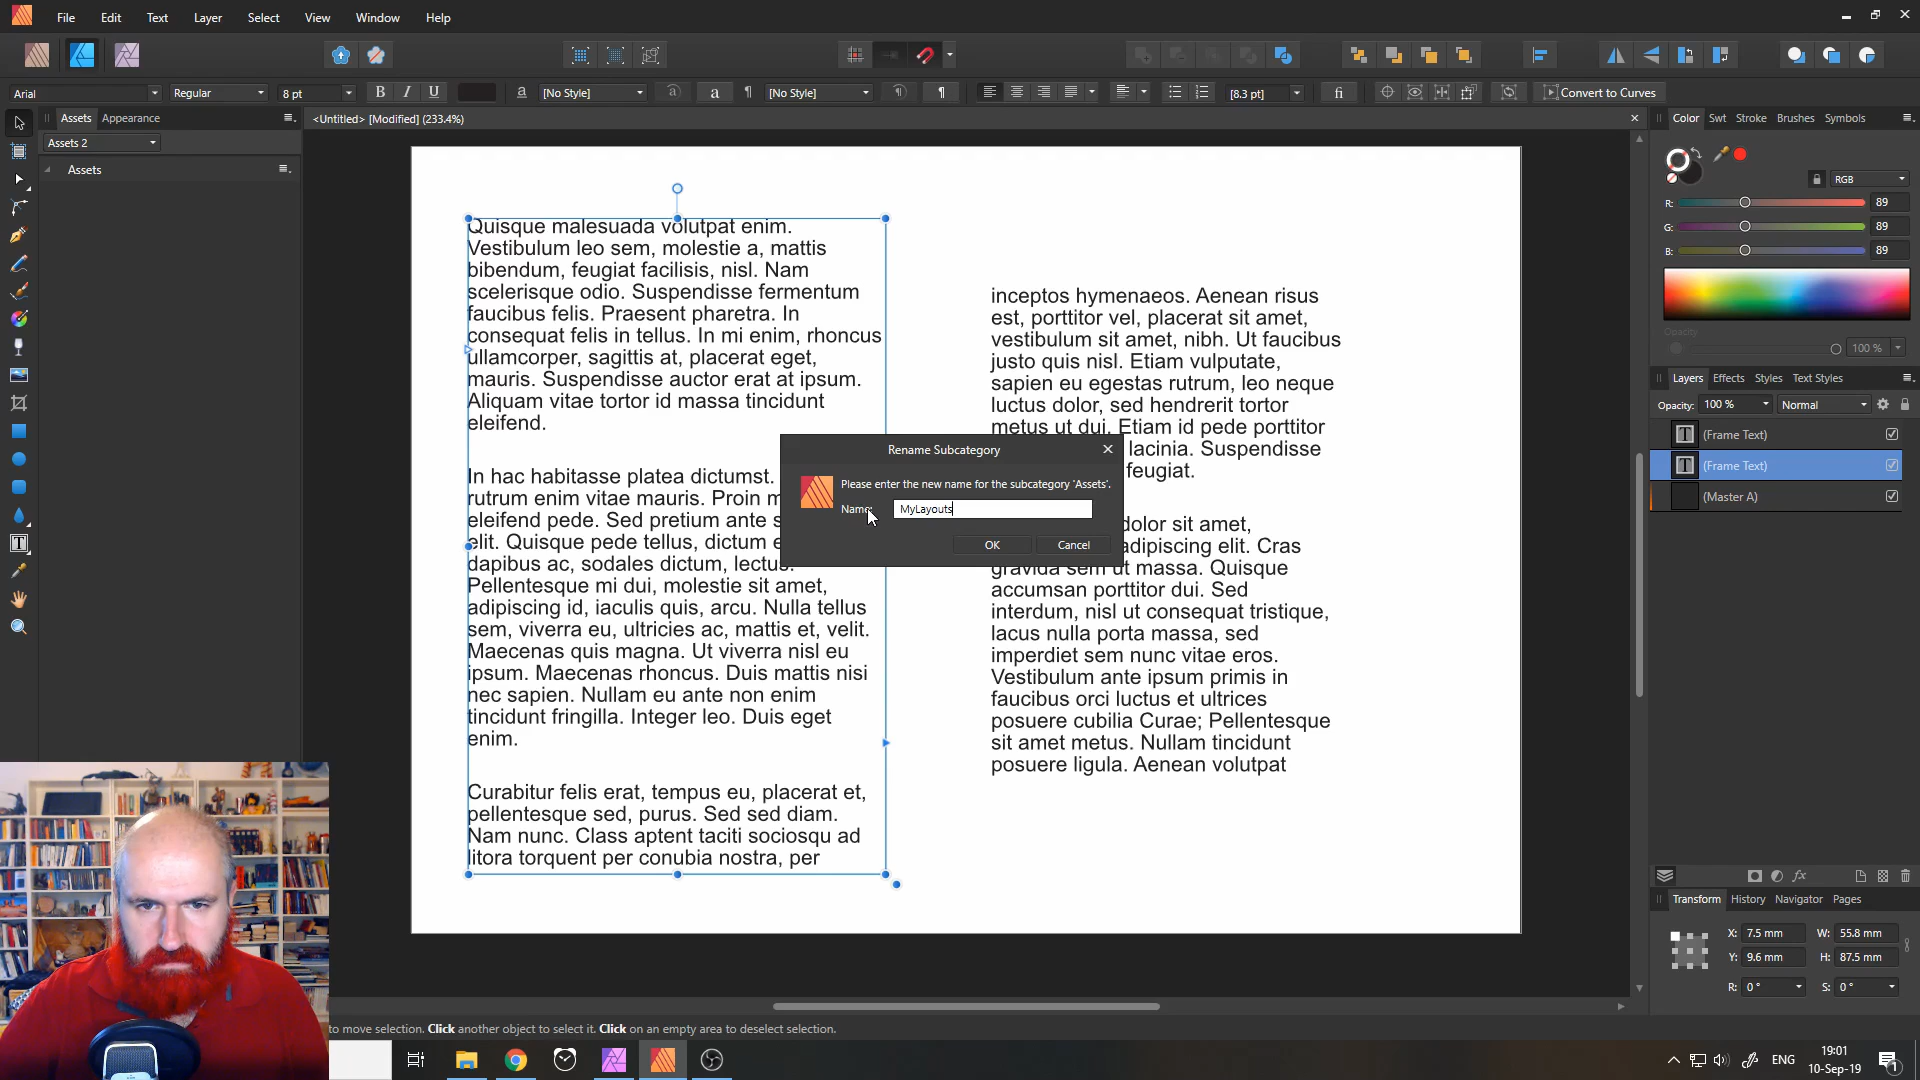 File Edit Text Layer Select View Window Help
Arial Regular 8 pt B I U a [No Style] a a ¶ [No Style] ¶ ¶ [8.3 pt] fi Convert to Curves
Assets Appearance
<Untitled> [Modified] (233.4%)
Assets 2
Assets
Quisque malesuada volutpat enim.
Vestibulum leo sem, molestie a, mattis
bibendum, feugiat facilisis, nisl. Nam
scelerisque odio. Suspendisse fermentum
faucibus felis. Praesent pharetra. In
consequat felis in tellus. In mi enim, rhoncus
ullamcorper, sagittis at, placerat eget,
mauris. Suspendisse auctor erat at ipsum.
Aliquam vitae tortor id massa tincidunt
eleifend.
In hac habitasse platea dictumst.
rutrum enim vitae mauris. Proin m
eleifend pede. Sed pretium ante s
elit. Quisque pede tellus, dictum e
dapibus ac, sodales dictum, lectus.
Pellentesque mi dui, molestie sit amet,
adipiscing id, iaculis quis, arcu. Nulla tellus
sem, viverra eu, ultricies ac, mattis et, velit.
Maecenas quis magna. Ut viverra nisl eu
ipsum. Maecenas rhoncus. Duis mattis nisi
nec sapien. Nullam eu ante non enim
tincidunt fringilla. Integer leo. Duis eget
enim.
Curabitur felis erat, tempus eu, placerat et,
pellentesque sed, purus. Sed sed diam.
Nam nunc. Class aptent taciti sociosqu ad
litora torquent per conubia nostra, per
inceptos hymenaeos. Aenean risus
est, porttitor vel, placerat sit amet,
vestibulum sit amet, nibh. Ut faucibus
justo quis nisl. Etiam vulputate,
sapien eu egestas rutrum, leo neque
luctus dolor, sed hendrerit tortor
metus ut dui. Etiam id pede porttitor
lacinia. Suspendisse
feugiat.
dolor sit amet,
adipiscing elit. Cras
gravida sem ut massa. Quisque
accumsan porttitor dui. Sed
interdum, nisl ut consequat tristique,
lacus nulla porta massa, sed
imperdiet sem nunc vitae eros.
Vestibulum ante ipsum primis in
faucibus orci luctus et ultrices
posuere cubilia Curae; Pellentesque
sit amet metus. Nullam tincidunt
posuere ligula. Aenean volutpat
Rename Subcategory
Please enter the new name for the subcategory 'Assets'.
Name: MyLayouts
OK Cancel
Color Swt Stroke Brushes Symbols
RGB
R: 89
G: 89
B: 89
Opacity
100 %
Layers Effects Styles Text Styles
Opacity: 100 % Normal
(Frame Text)
(Frame Text)
(Master A)
fx
Transform History Navigator Pages
X: 7.5 mm W: 55.8 mm
Y: 9.6 mm H: 87.5 mm
R: 0 ° S: 0 °
to move selection. Click another object to select it. Click on an empty area to deselect selection.
ENG
19:01
10-Sep-19
1